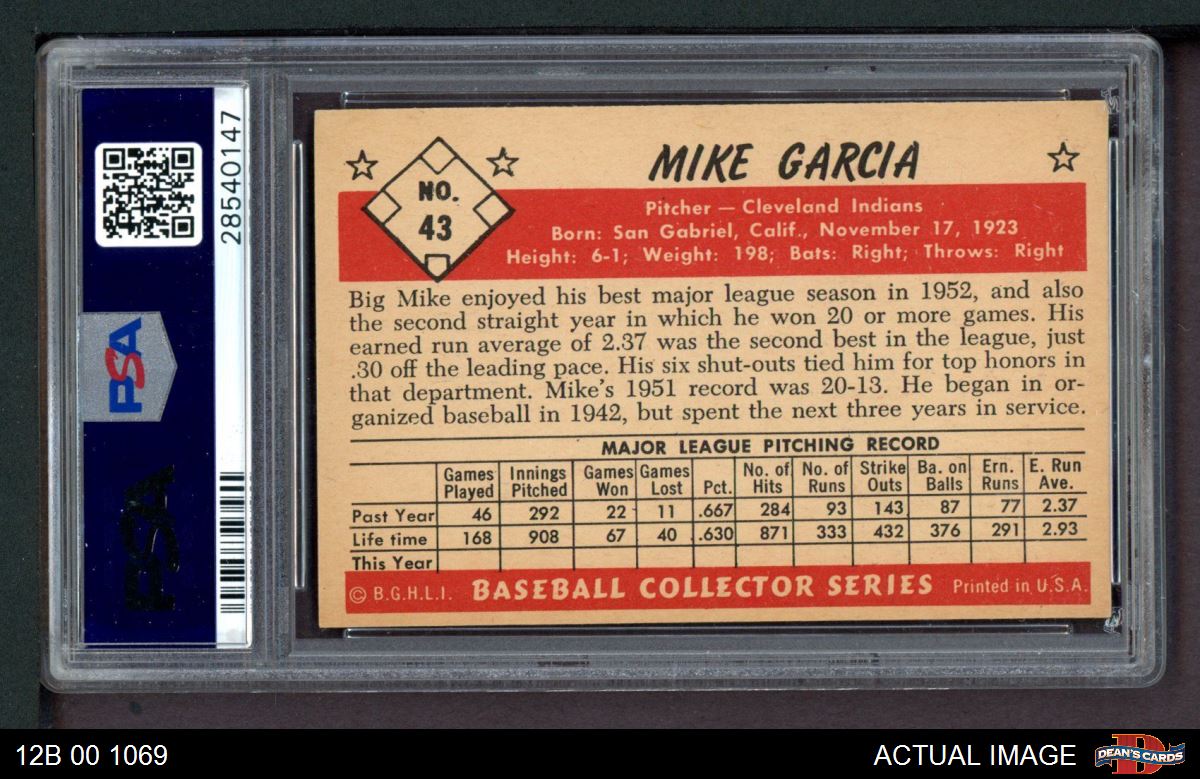 28540147
PSA
PSA
NO.
43
MIKE GARCIA
Pitcher — Cleveland Indians
Born: San Gabriel, Calif., November 17, 1923
Height: 6-1; Weight: 198; Bats: Right; Throws: Right
Big Mike enjoyed his best major league season in 1952, and also
the second straight year in which he won 20 or more games. His
earned run average of 2.37 was the second best in the league, just
.30 off the leading pace. His six shut-outs tied him for top honors in
that department. Mike's 1951 record was 20-13. He began in or-
ganized baseball in 1942, but spent the next three years in service.
MAJOR LEAGUE PITCHING RECORD
Games Innings Games Games No. of No. of Strike Ba. on Ern. E. Run
Played Pitched Won Lost Pct. Hits Runs Outs Balls Runs Ave.
Past Year 46 292 22 11 .667 284 93 143 87 77 2.37
Life time 168 908 67 40 .630 871 333 432 376 291 2.93
This Year
© B.G.H.L.I. BASEBALL COLLECTOR SERIES Printed in U.S.A.
12B 00 1069
ACTUAL IMAGE
D
DEAN'S CARDS